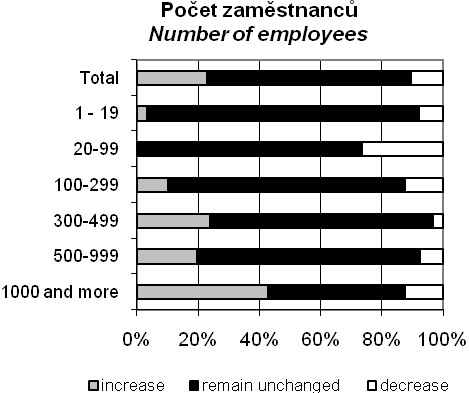 Počet zaměstnanců
Number of employees
Total
1 - 19
20-99
100-299
300-499
500-999
1000 and more
0% 20% 40% 60% 80% 100%
increase remain unchanged decrease